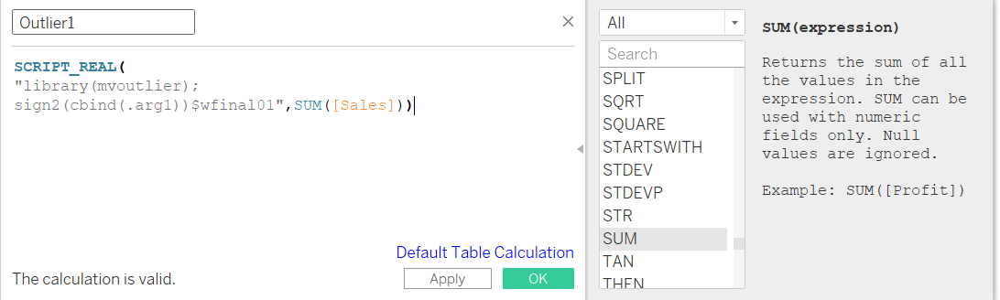 Outlier1
SCRIPT_REAL(
"library(mvoutlier);
sign2(cbind(.arg1))$wfinal01",SUM([Sales]))
Default Table Calculation
The calculation is valid.
Apply
OK
All
Search
SPLIT
SQRT
SQUARE
STARTSWITH
STDEV
STDEVP
STR
SUM
TAN
THEN
SUM(expression)
Returns the sum of all
the values in the
expression. SUM can be
used with numeric
fields only. Null
values are ignored.
Example: SUM([Profit])